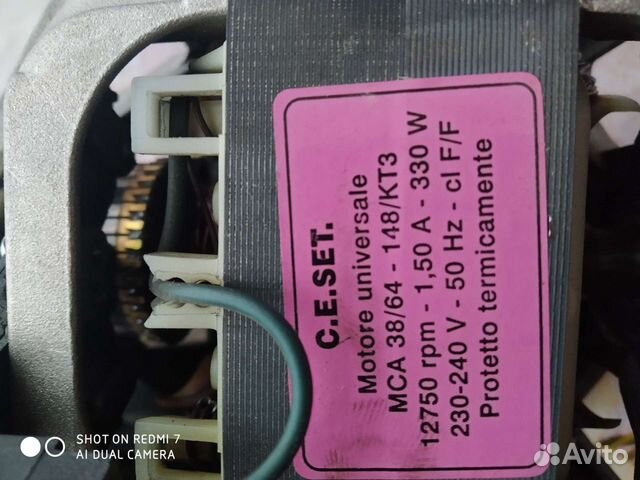 C.E.SET.
Motore universale
MCA 38/64 - 148/KT3
12750 rpm - 1,50 A - 330 W
230-240 V - 50 Hz - cl F/F
Protetto termicamente
SHOT ON REDMI 7
AI DUAL CAMERA
Avito